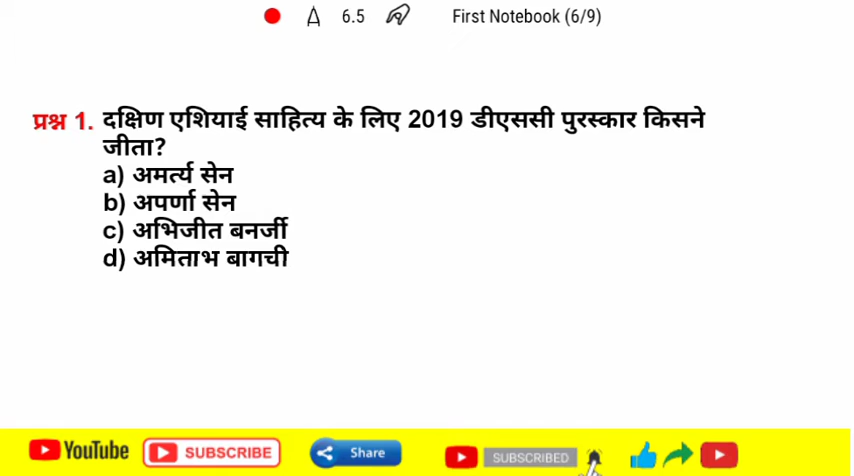 6.5 First Notebook (6/9)
प्रश्न 1. दक्षिण एशियाई साहित्य के लिए 2019 डीएससी पुरस्कार किसने
जीता?
a) अमर्त्य सेन
b) अपर्णा सेन
c) अभिजीत बनर्जी
d) अमिताभ बागची
YouTube SUBSCRIBE Share SUBSCRIBED